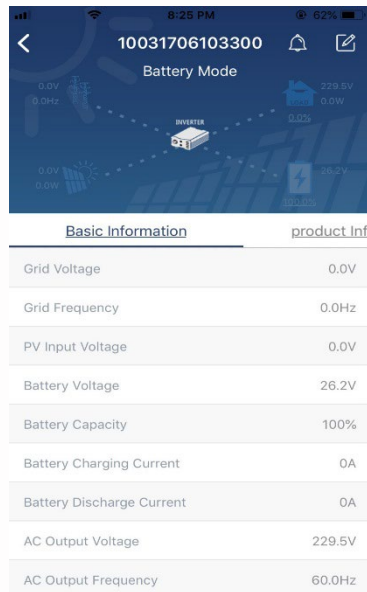 8:25 PM
62%
10031706103300
Battery Mode
0.0V
0.0Hz
229.5V
0.0W
0.0%
INVERTER
0.0V
0.0W
26.2V
100.0%
Basic Information
product Inf
Grid Voltage 0.0V
Grid Frequency 0.0Hz
PV Input Voltage 0.0V
Battery Voltage 26.2V
Battery Capacity 100%
Battery Charging Current 0A
Battery Discharge Current 0A
AC Output Voltage 229.5V
AC Output Frequency 60.0Hz